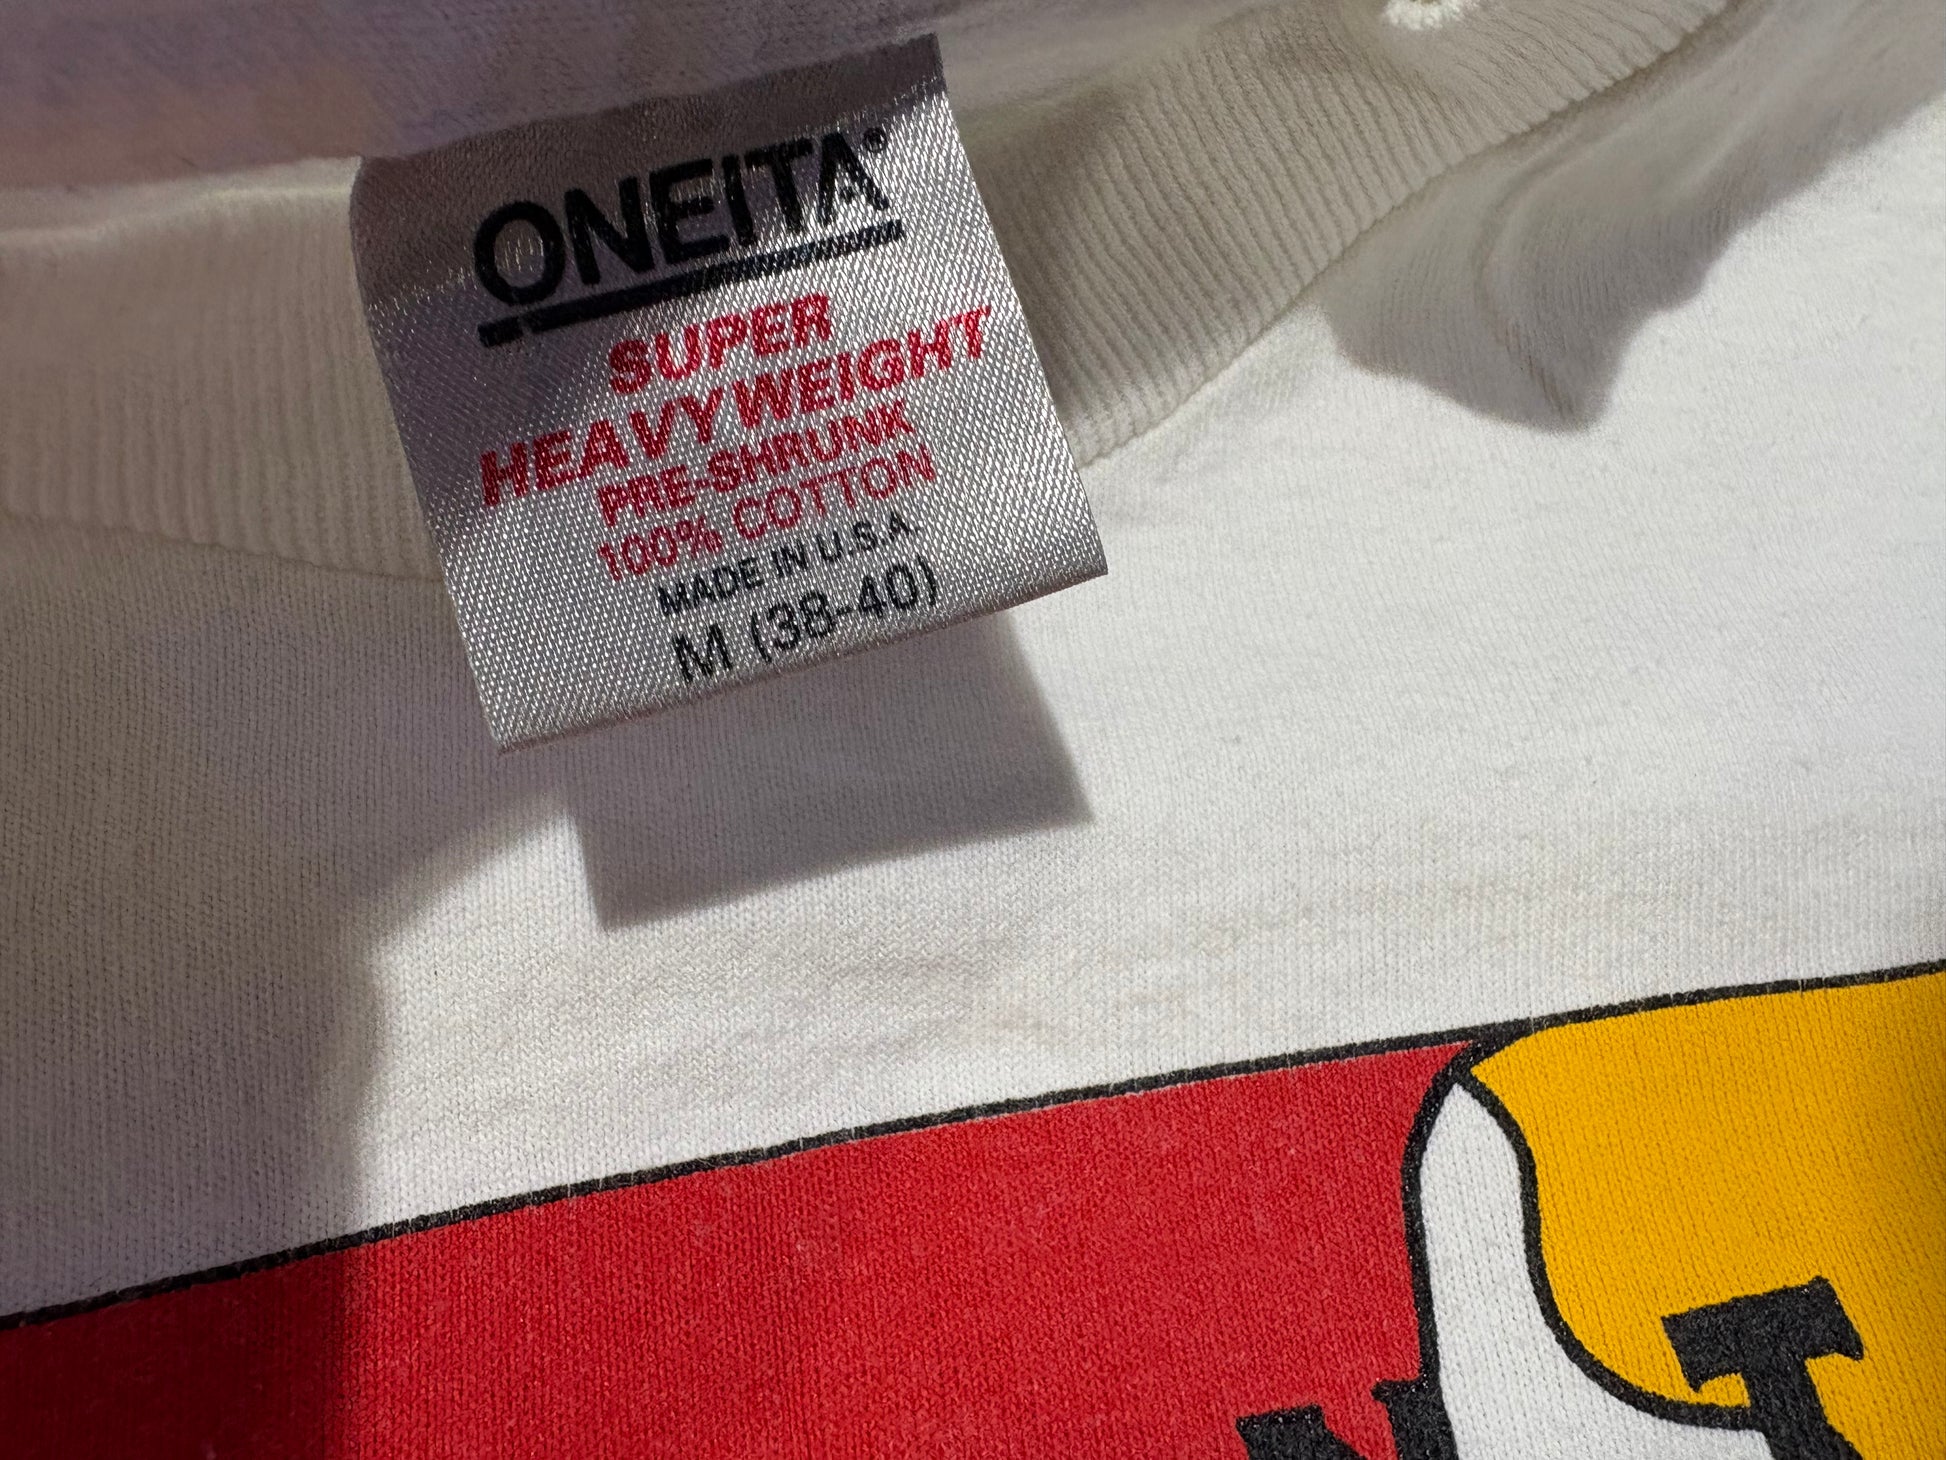 ONEITA®
SUPER
HEAVYWEIGHT
PRE-SHRUNK
100% COTTON
MADE IN U.S.A.
M (38-40)